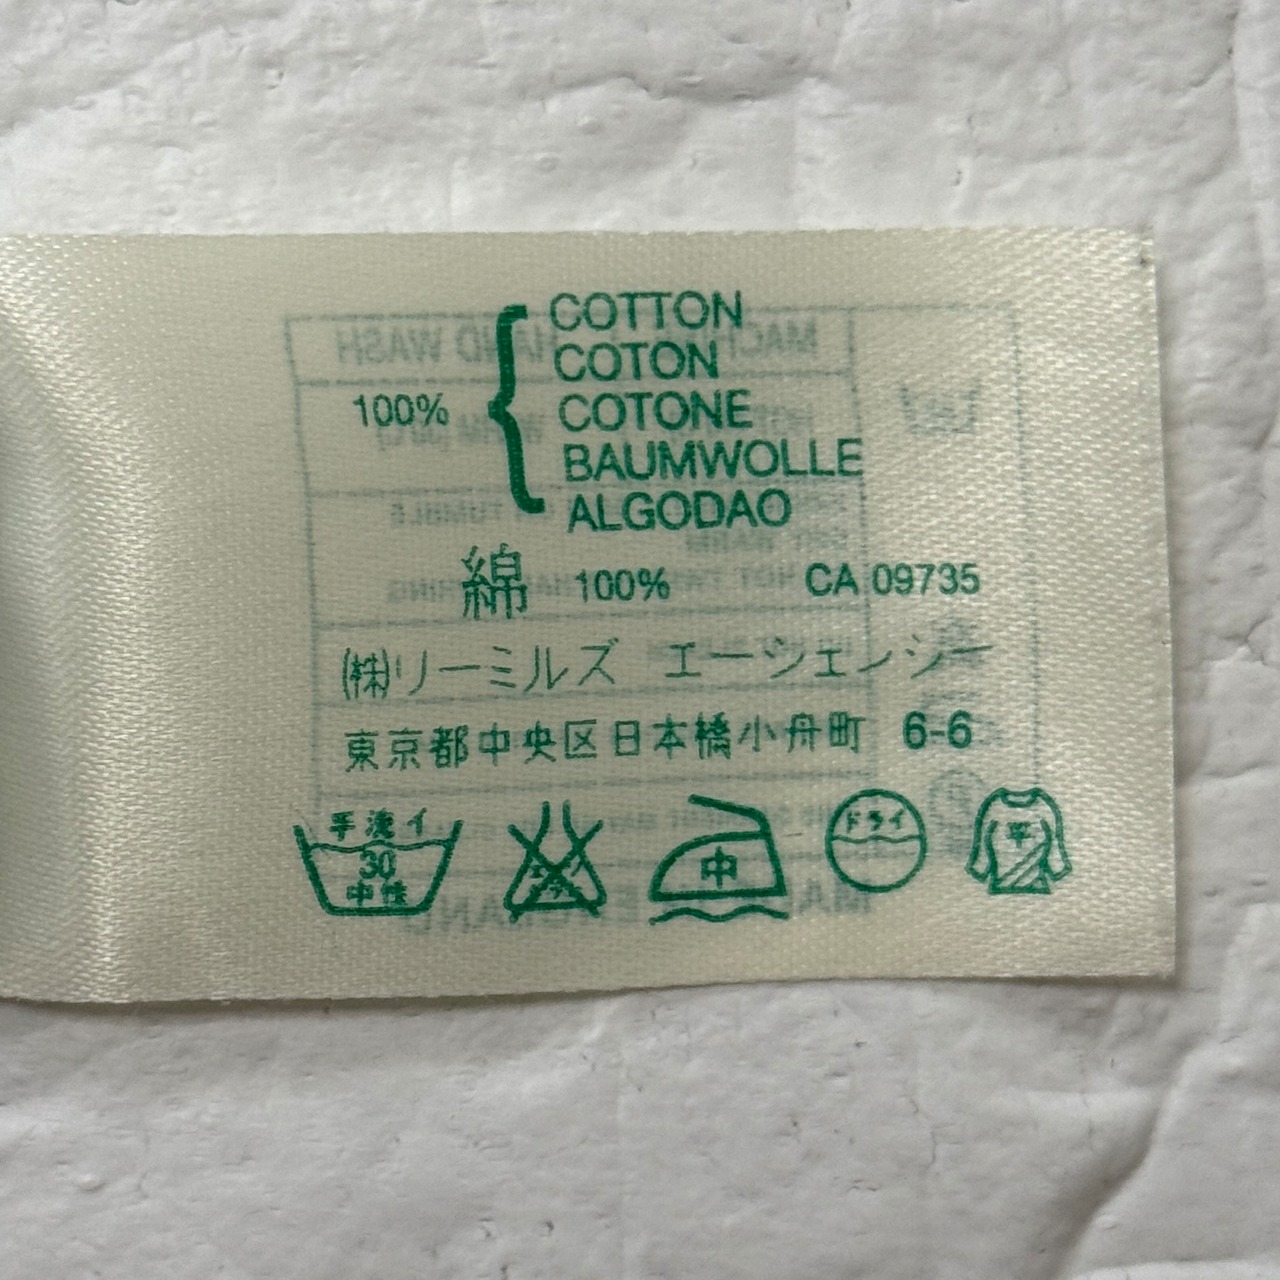 COTTON
COTON
100% COTONE
BAUMWOLLE
ALGODAO
綿 100% CA 09735
㈱リーミルズ エージェンシー
東京都中央区日本橋小舟町 6-6
手洗イ
30
中性
中
ドライ
平